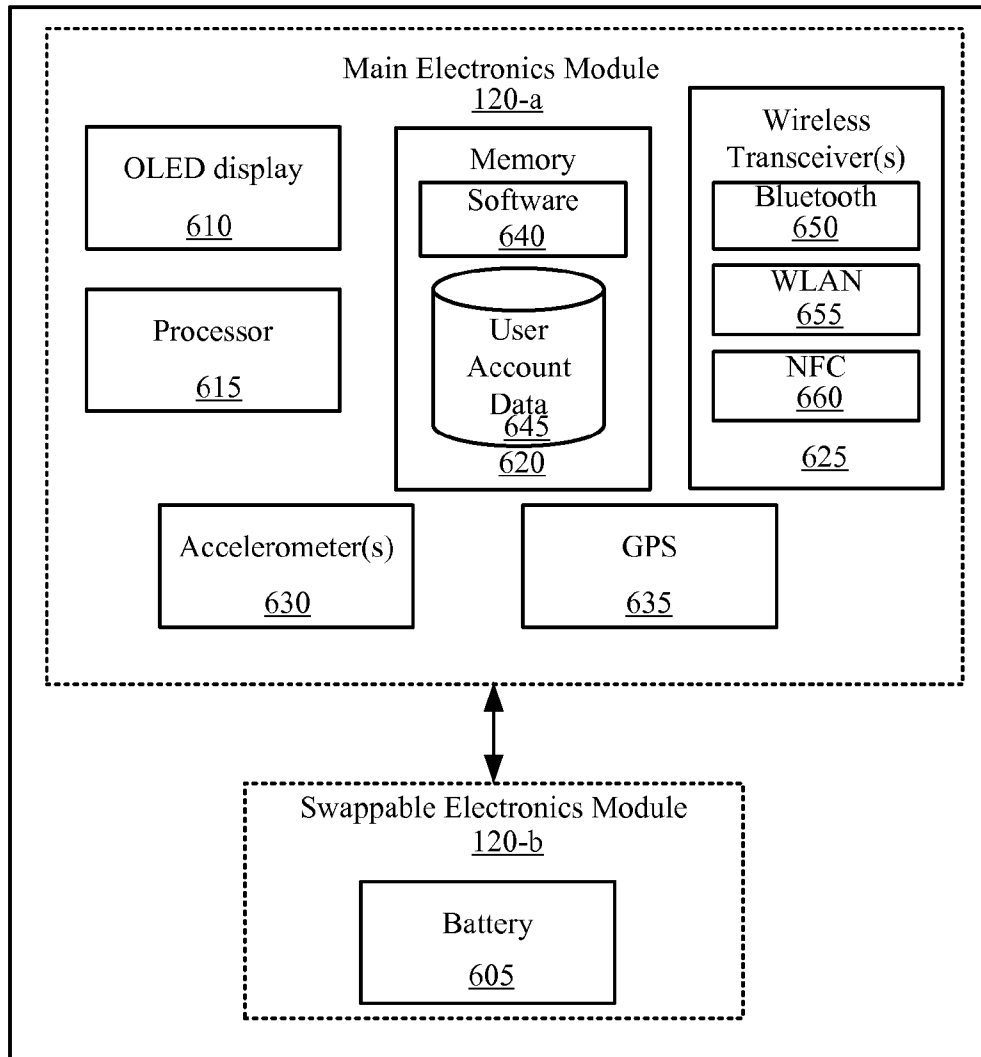 Main Electronics Module
120-a
OLED display
610
Processor
615
Memory
Software
640
User
Account
Data
645
620
Wireless
Transceiver(s)
Bluetooth
650
WLAN
655
NFC
660
625
Accelerometer(s)
630
GPS
635
Swappable Electronics Module
120-b
Battery
605